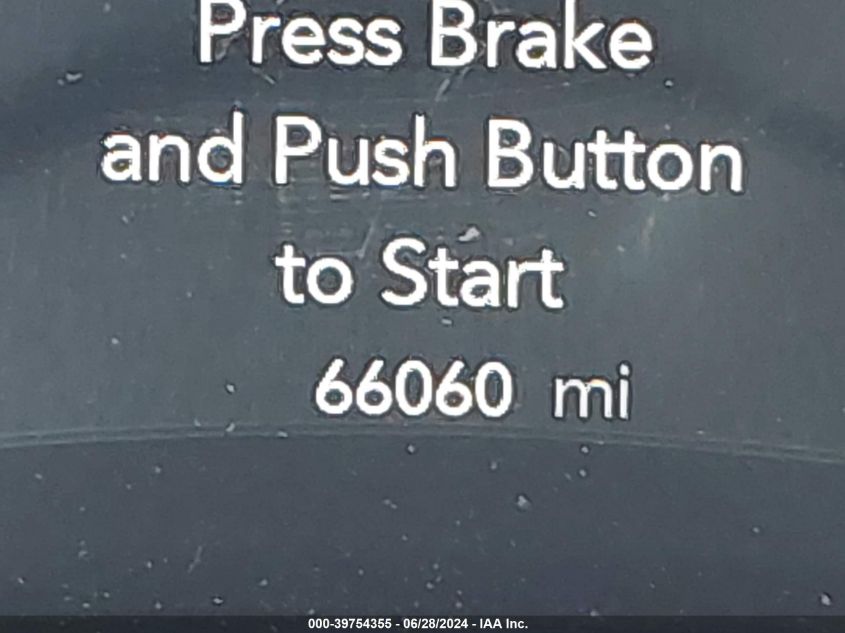 Press Brake
and Push Button
to Start
66060 mi
000-39754355 - 06/28/2024 - IAA Inc.